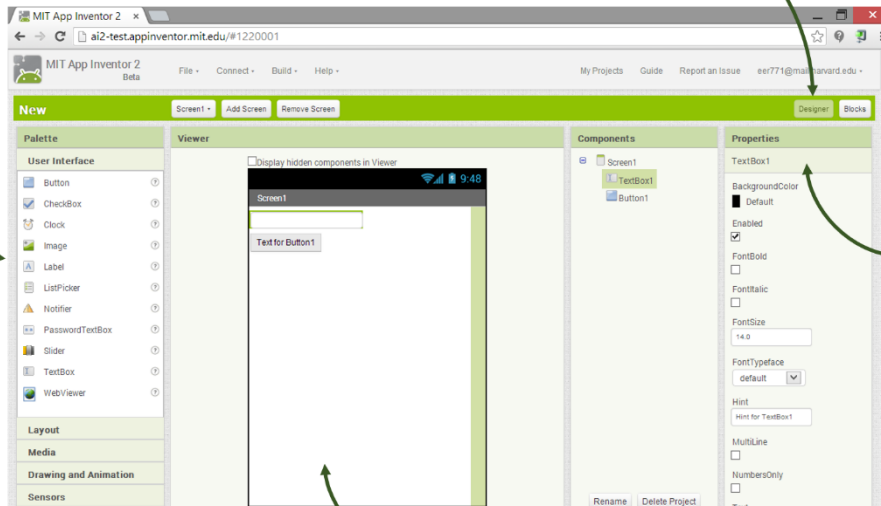 MIT App Inventor 2
ai2-test.appinventor.mit.edu/#1220001
MIT App Inventor 2
Beta
File Connect Build Help
My Projects Guide Report an Issue eer771@mail.harvard.edu
New
Screen1 Add Screen Remove Screen
Designer Blocks
Palette
User Interface
Button
CheckBox
Clock
Image
Label
ListPicker
Notifier
PasswordTextBox
Slider
TextBox
WebViewer
Layout
Media
Drawing and Animation
Sensors
Viewer
Display hidden components in Viewer
9:48
Screen1
Text for Button1
Components
Screen1
TextBox1
Button1
Rename Delete Project
Properties
TextBox1
BackgroundColor
Default
Enabled
FontBold
FontItalic
FontSize
14.0
FontTypeface
default
Hint
Hint for TextBox1
MultiLine
NumbersOnly